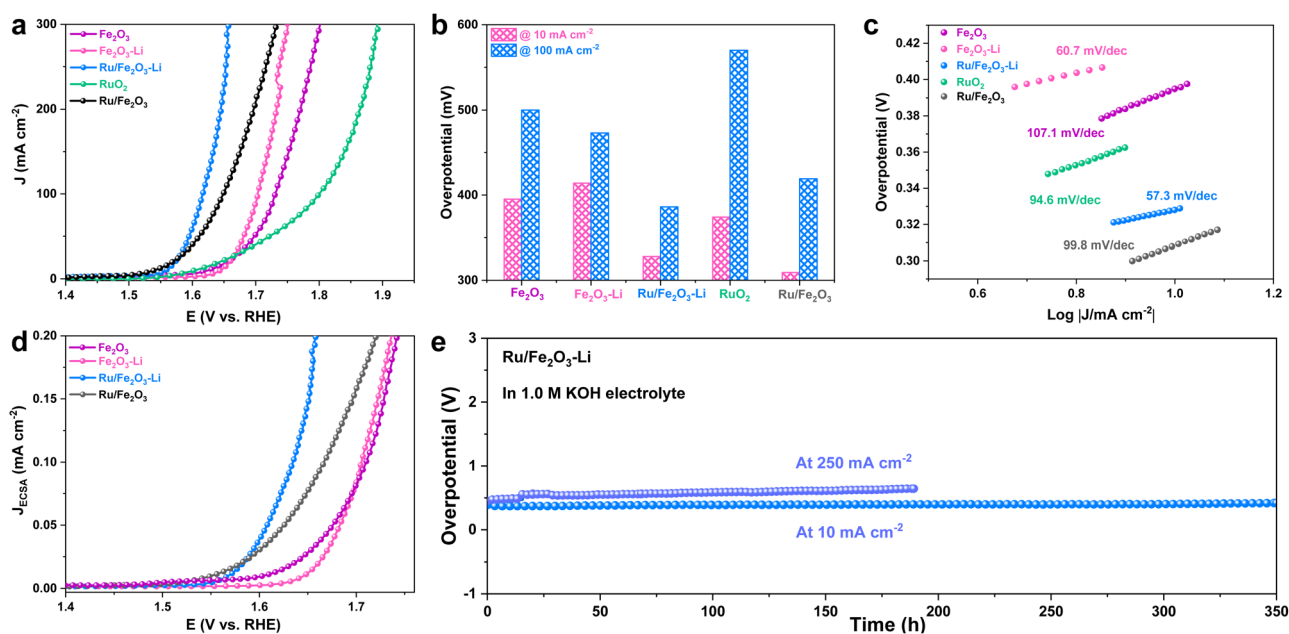 a
300
200
100
0
J (mA cm⁻²)
Fe₂O₃
Fe₂O₃-Li
Ru/Fe₂O₃-Li
RuO₂
Ru/Fe₂O₃
1.4 1.5 1.6 1.7 1.8 1.9
E (V vs. RHE)
b
600
500
400
300
Overpotential (mV)
@ 10 mA cm⁻²
@ 100 mA cm⁻²
Fe₂O₃ Fe₂O₃-Li Ru/Fe₂O₃-Li RuO₂ Ru/Fe₂O₃
c
0.42
0.40
0.38
0.36
0.34
0.32
0.30
Overpotential (V)
Fe₂O₃
Fe₂O₃-Li
Ru/Fe₂O₃-Li
RuO₂
Ru/Fe₂O₃
60.7 mV/dec
107.1 mV/dec
94.6 mV/dec
57.3 mV/dec
99.8 mV/dec
0.6 0.8 1.0 1.2
Log |J/mA cm⁻²|
d
0.20
0.15
0.10
0.05
0.00
J_ECSA (mA cm⁻²)
Fe₂O₃
Fe₂O₃-Li
Ru/Fe₂O₃-Li
Ru/Fe₂O₃
1.4 1.5 1.6 1.7
E (V vs. RHE)
e
3
2
1
0
-1
Overpotential (V)
Ru/Fe₂O₃-Li
In 1.0 M KOH electrolyte
At 250 mA cm⁻²
At 10 mA cm⁻²
0 50 100 150 200 250 300 350
Time (h)